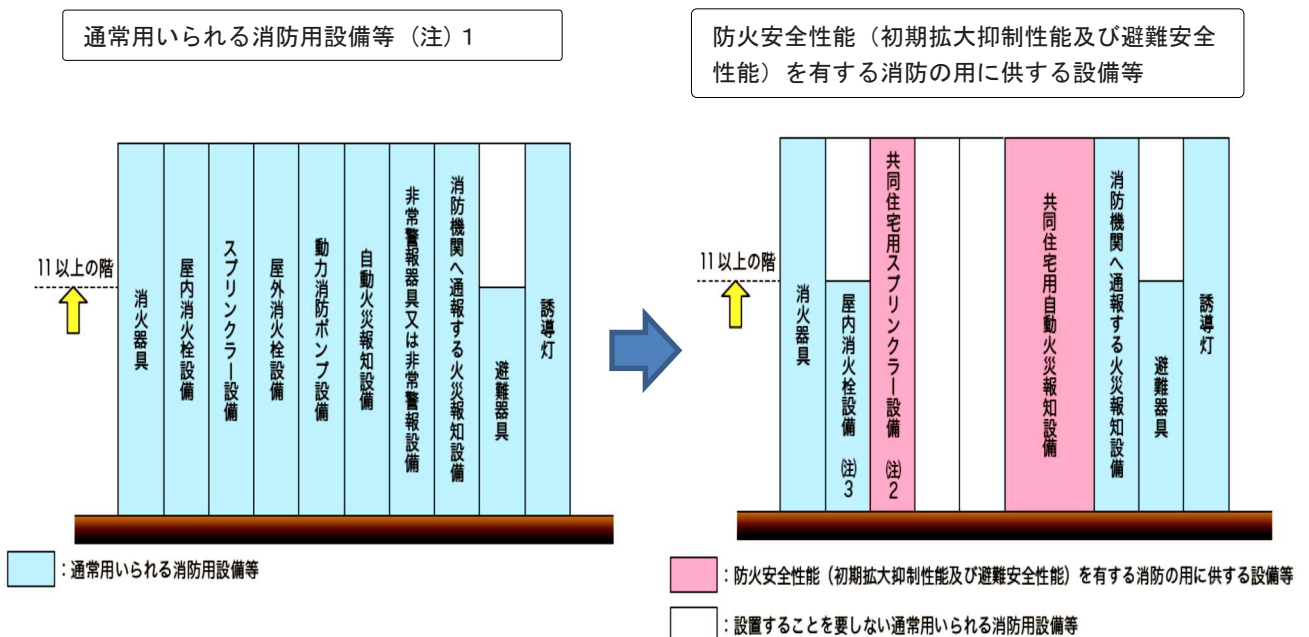 通常用いられる消防用設備等（注）1
11以上の階
消火器具
屋内消火栓設備
スプリンクラー設備
屋外消火栓設備
動力消防ポンプ設備
自動火災報知設備
非常警報器具又は非常警報設備
消防機関へ通報する火災報知設備
避難器具
誘導灯
：通常用いられる消防用設備等
防火安全性能（初期拡大抑制性能及び避難安全
性能）を有する消防の用に供する設備等
11以上の階
消火器具
屋内消火栓設備（注）3
共同住宅用スプリンクラー設備（注）2
共同住宅用自動火災報知設備
消防機関へ通報する火災報知設備
避難器具
誘導灯
：防火安全性能（初期拡大抑制性能及び避難安全性能）を有する消防の用に供する設備等
：設置することを要しない通常用いられる消防用設備等